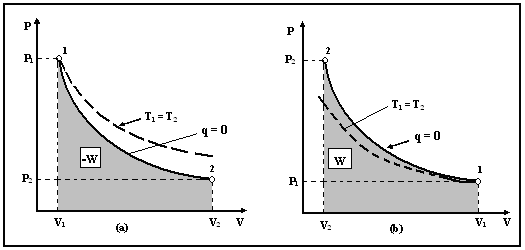 P
1
P₁
T₁ = T₂
q = 0
-W
2
P₂
V₁
(a)
V₂
V
P
2
P₂
T₁ = T₂
q = 0
W
1
P₁
V₂
(b)
V₁
V